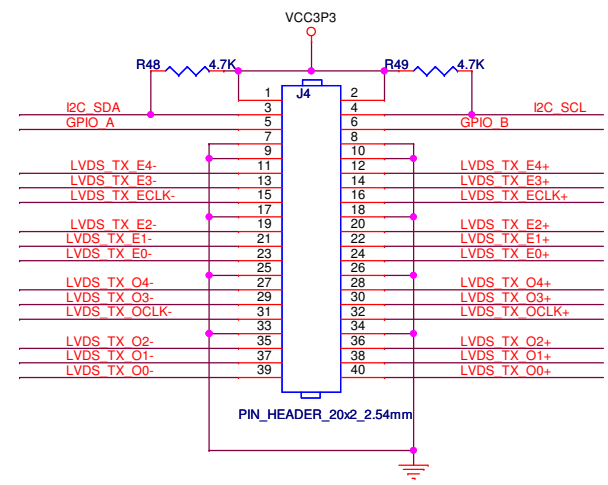 VCC3P3
R48 4.7K R49 4.7K
J4
1 2
I2C_SDA 3 4 I2C_SCL
GPIO_A 5 6 GPIO_B
7 8
9 10
LVDS_TX_E4- 11 12 LVDS_TX_E4+
LVDS_TX_E3- 13 14 LVDS_TX_E3+
LVDS_TX_ECLK- 15 16 LVDS_TX_ECLK+
17 18
LVDS_TX_E2- 19 20 LVDS_TX_E2+
LVDS_TX_E1- 21 22 LVDS_TX_E1+
LVDS_TX_E0- 23 24 LVDS_TX_E0+
25 26
LVDS_TX_O4- 27 28 LVDS_TX_O4+
LVDS_TX_O3- 29 30 LVDS_TX_O3+
LVDS_TX_OCLK- 31 32 LVDS_TX_OCLK+
33 34
LVDS_TX_O2- 35 36 LVDS_TX_O2+
LVDS_TX_O1- 37 38 LVDS_TX_O1+
LVDS_TX_O0- 39 40 LVDS_TX_O0+
PIN_HEADER_20x2_2.54mm